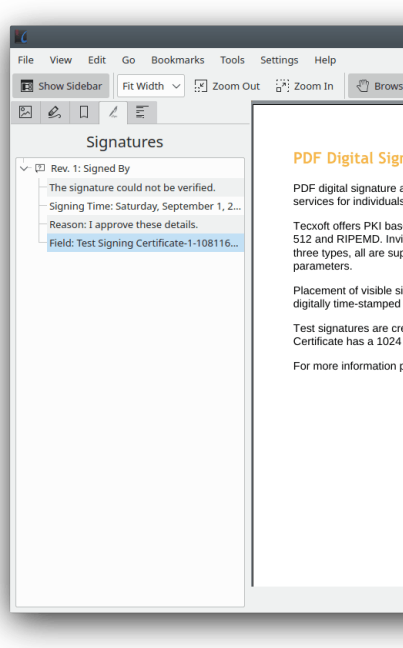 File View Edit Go Bookmarks Tools Settings Help
Show Sidebar Fit Width Zoom Out Zoom In Brows
Signatures
Rev. 1: Signed By
The signature could not be verified.
Signing Time: Saturday, September 1, 2...
Reason: I approve these details.
Field: Test Signing Certificate-1-108116...
PDF Digital Sign
PDF digital signature a
services for individuals
Tecxoft offers PKI base
512 and RIPEMD. Invi
three types, all are sup
parameters.
Placement of visible si
digitally time-stamped
Test signatures are cre
Certificate has a 1024
For more information p